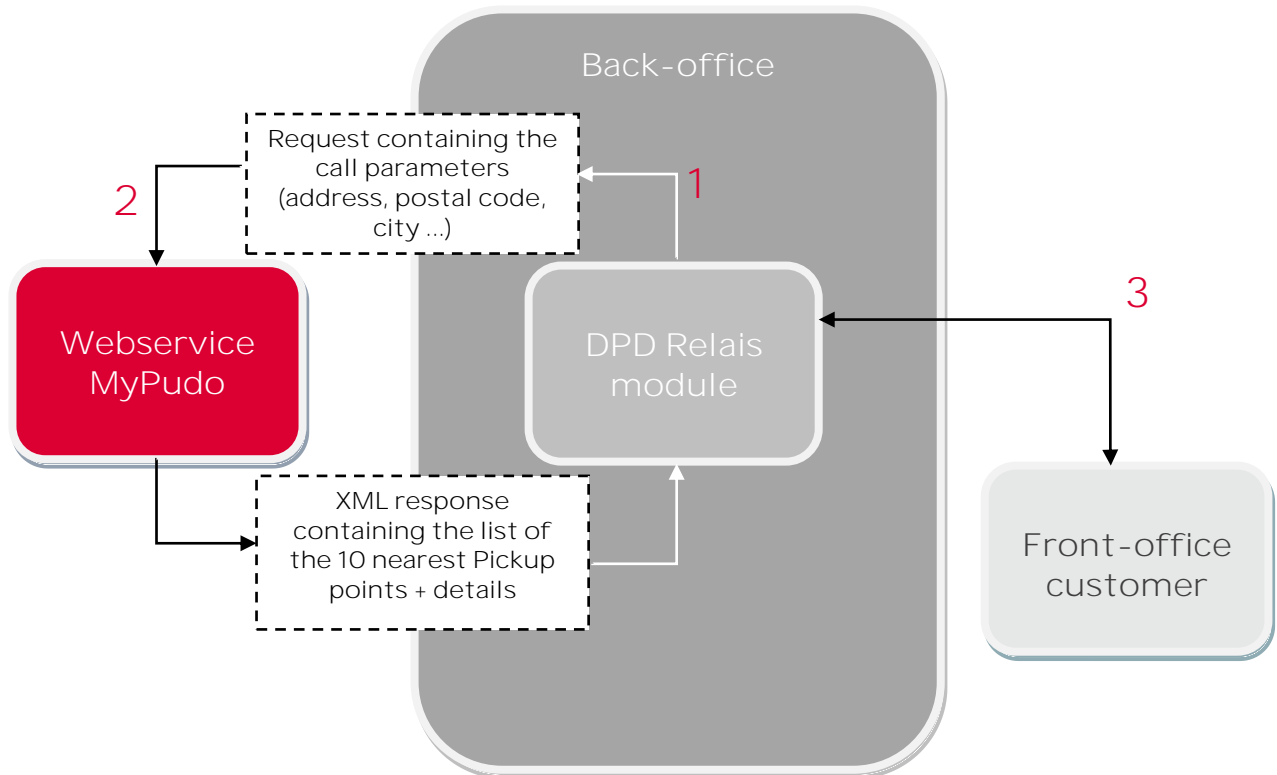 Back-office
Request containing the
call parameters
(address, postal code,
city ...)
1
2
3
Webservice
MyPudo
DPD Relais
module
XML response
containing the list of
the 10 nearest Pickup
points + details
Front-office
customer